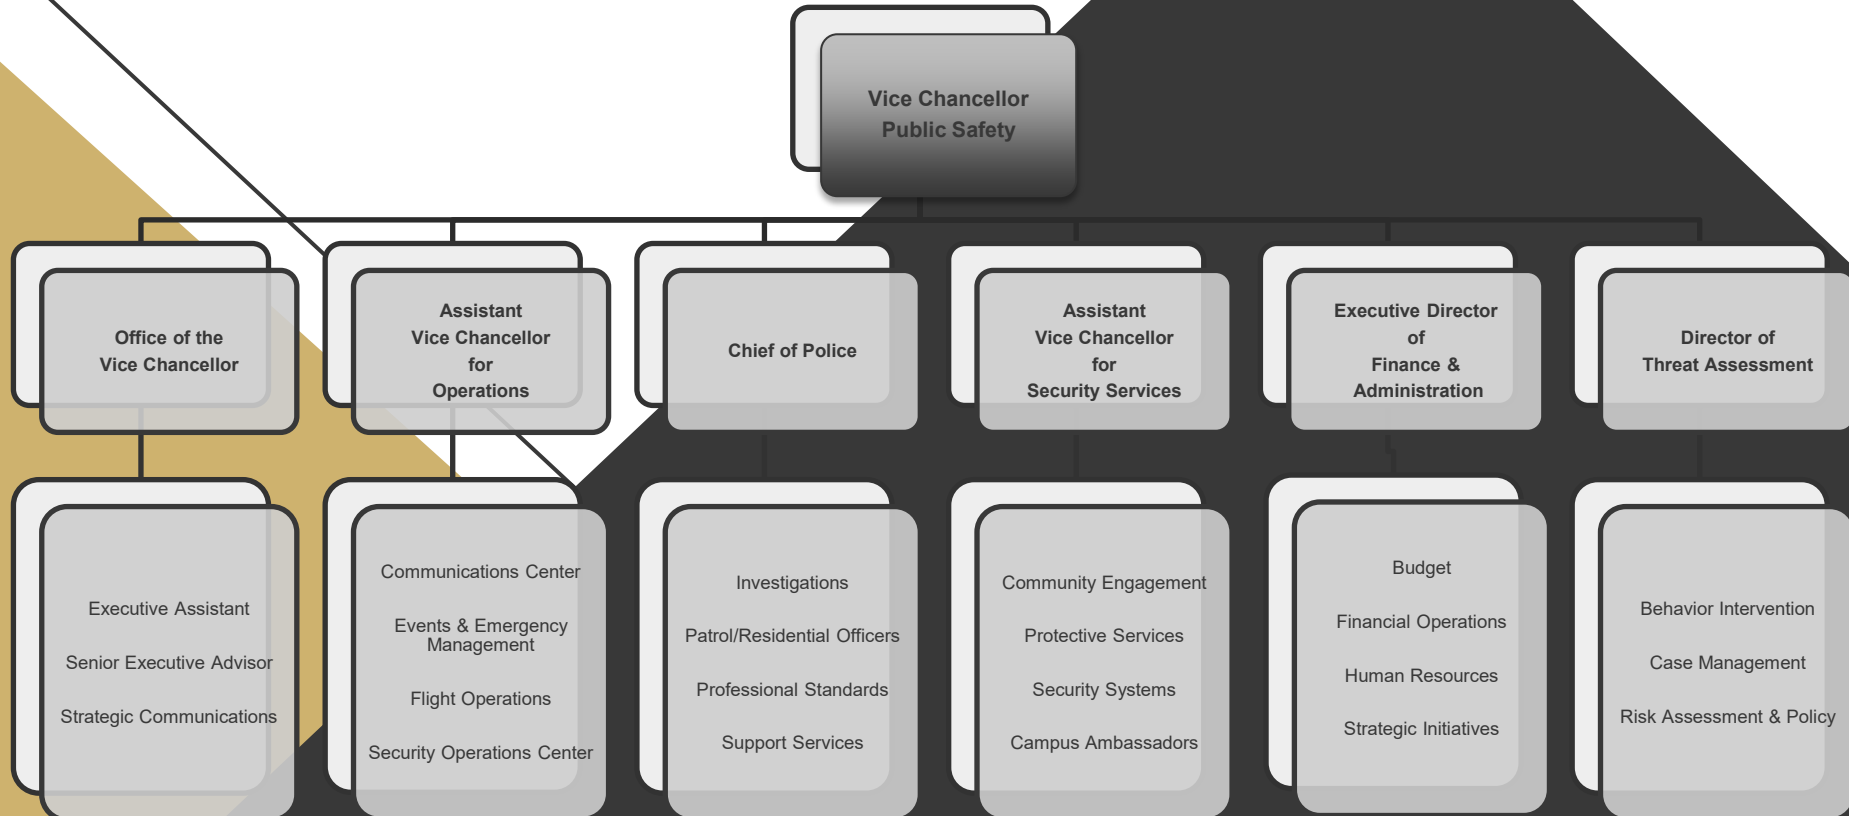 Vice Chancellor
Public Safety
Office of the
Vice Chancellor
Assistant
Vice Chancellor
for
Operations
Chief of Police
Assistant
Vice Chancellor
for
Security Services
Executive Director
of
Finance &
Administration
Director of
Threat Assessment
Executive Assistant
Senior Executive Advisor
Strategic Communications
Communications Center
Events & Emergency
Management
Flight Operations
Security Operations Center
Investigations
Patrol/Residential Officers
Professional Standards
Support Services
Community Engagement
Protective Services
Security Systems
Campus Ambassadors
Budget
Financial Operations
Human Resources
Strategic Initiatives
Behavior Intervention
Case Management
Risk Assessment & Policy